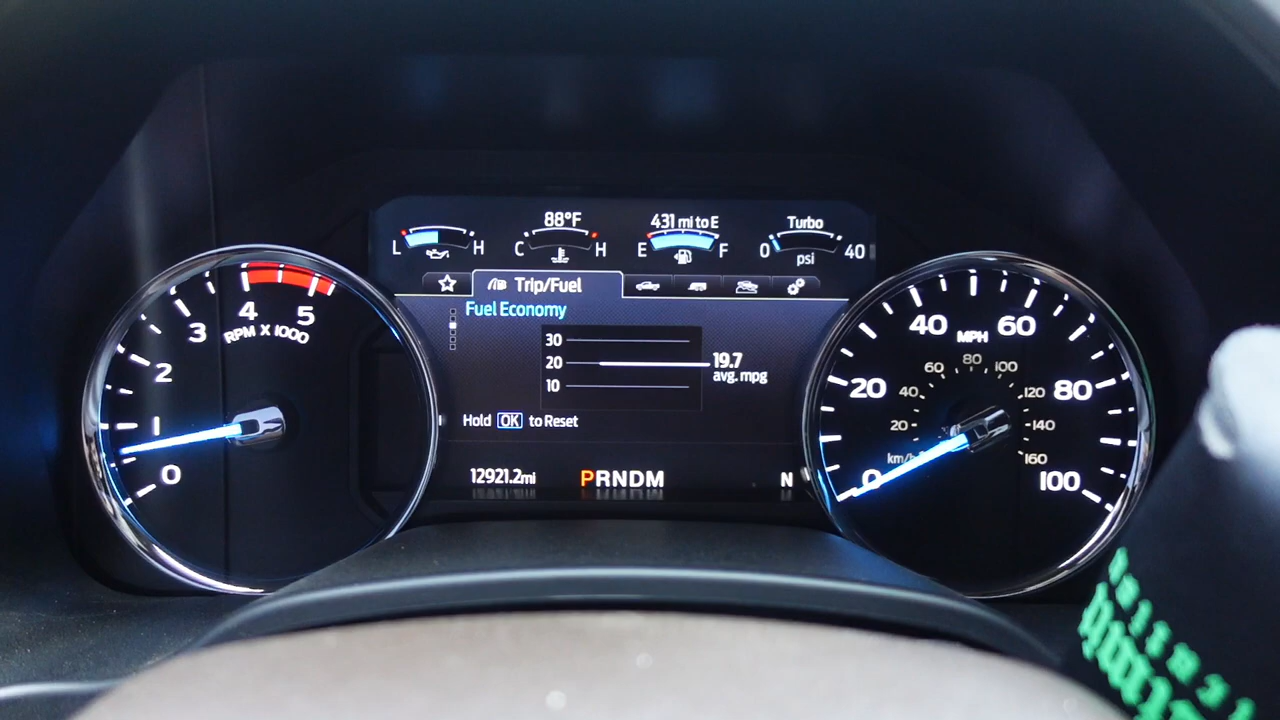 88°F
431 mi to E
Turbo
L H
C H
E F
0 40
psi
Trip/Fuel
Fuel Economy
30
20
10
19.7
avg. mpg
Hold OK to Reset
12921.2mi
PRNDM
N
0
1
2
3
4
5
RPM X 1000
0
20
40
60
80
100
MPH
20
40
60
80
100
120
140
160